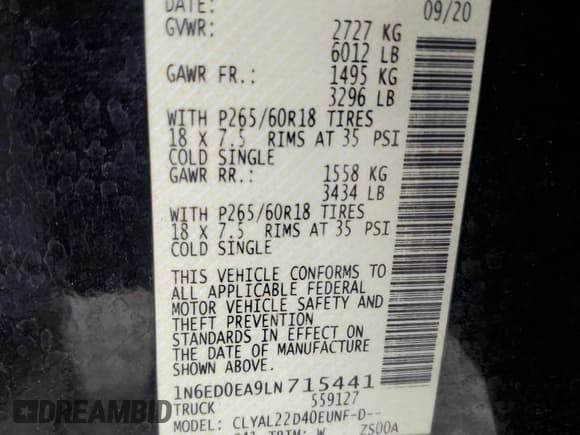 DATE: 09/20
GVWR: 2727 KG
6012 LB
GAWR FR.: 1495 KG
3296 LB
WITH P265/60R18 TIRES
18 X 7.5 RIMS AT 35 PSI
COLD SINGLE
GAWR RR.: 1558 KG
3434 LB
WITH P265/60R18 TIRES
18 X 7.5 RIMS AT 35 PSI
COLD SINGLE
THIS VEHICLE CONFORMS TO
ALL APPLICABLE FEDERAL
MOTOR VEHICLE SAFETY AND
THEFT PREVENTION
STANDARDS IN EFFECT ON
THE DATE OF MANUFACTURE
SHOWN ABOVE.
1N6ED0EA9LN715441
TRUCK 559127
MODEL: CLYAL22D40EUNF-D--
TRIM: W ZS00A